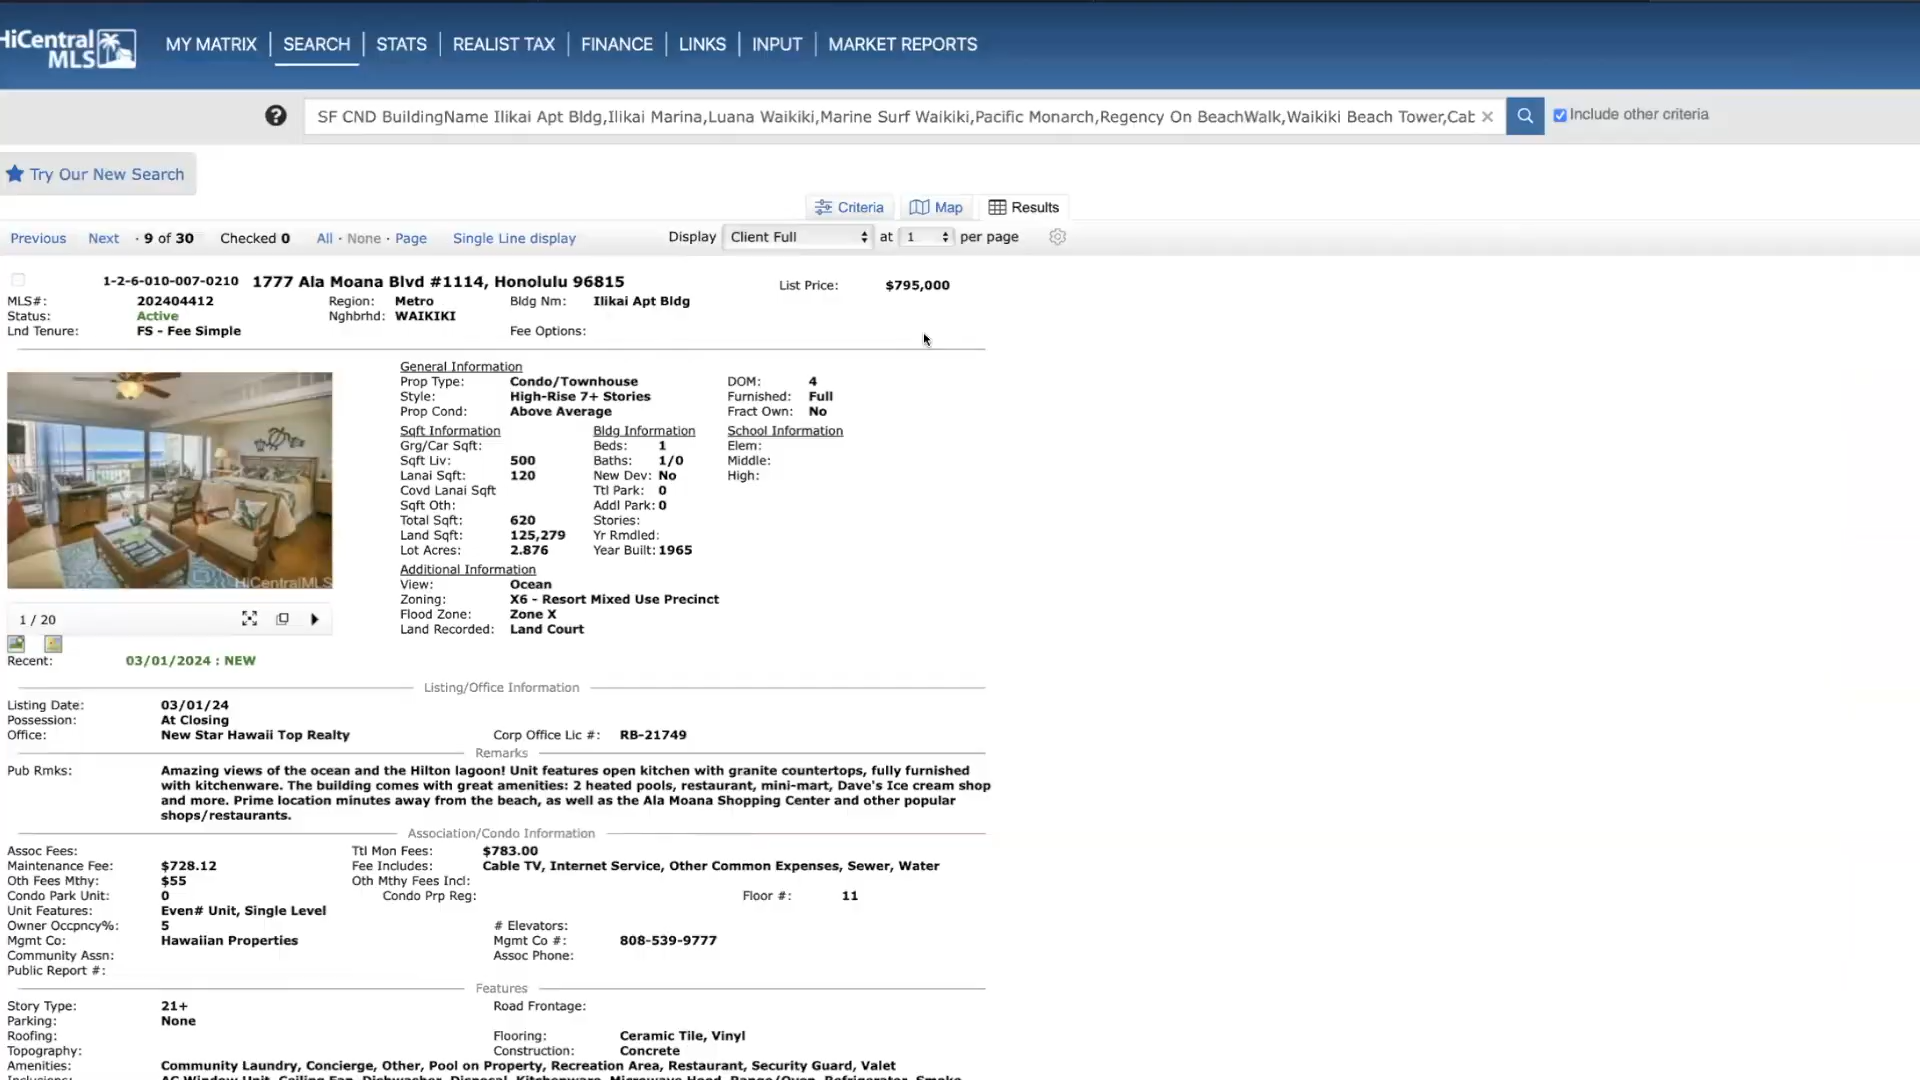 HiCentral MLS MY MATRIX SEARCH STATS REALIST TAX FINANCE LINKS INPUT MARKET REPORTS
SF CND BuildingName Ilikai Apt Bldg,Ilikai Marina,Luana Waikiki,Marine Surf Waikiki,Pacific Monarch,Regency On BeachWalk,Waikiki Beach Tower,Cab Include other criteria
Try Our New Search
Criteria Map Results
Previous Next · 9 of 30 Checked 0 All · None · Page Single Line display Display Client Full at 1 per page
1-2-6-010-007-0210 1777 Ala Moana Blvd #1114, Honolulu 96815 List Price: $795,000
MLS#: 202404412 Region: Metro Bldg Nm: Ilikai Apt Bldg
Status: Active Nghbrhd: WAIKIKI
Lnd Tenure: FS - Fee Simple Fee Options:
General Information
Prop Type: Condo/Townhouse DOM: 4
Style: High-Rise 7+ Stories Furnished: Full
Prop Cond: Above Average Fract Own: No
Sqft Information Bldg Information School Information
Grg/Car Sqft: Beds: 1 Elem:
Sqft Liv: 500 Baths: 1/0 Middle:
Lanai Sqft: 120 New Dev: No High:
Covd Lanai Sqft Ttl Park: 0
Sqft Oth: Addl Park: 0
Total Sqft: 620 Stories:
Land Sqft: 125,279 Yr Rmdled:
Lot Acres: 2.876 Year Built: 1965
Additional Information
View: Ocean
Zoning: X6 - Resort Mixed Use Precinct
Flood Zone: Zone X
Land Recorded: Land Court
HiCentralMLS
1 / 20
Recent: 03/01/2024 : NEW
Listing/Office Information
Listing Date: 03/01/24
Possession: At Closing
Office: New Star Hawaii Top Realty Corp Office Lic #: RB-21749
Remarks
Pub Rmks: Amazing views of the ocean and the Hilton lagoon! Unit features open kitchen with granite countertops, fully furnished
with kitchenware. The building comes with great amenities: 2 heated pools, restaurant, mini-mart, Dave's Ice cream shop
and more. Prime location minutes away from the beach, as well as the Ala Moana Shopping Center and other popular
shops/restaurants.
Association/Condo Information
Assoc Fees: Ttl Mon Fees: $783.00
Maintenance Fee: $728.12 Fee Includes: Cable TV, Internet Service, Other Common Expenses, Sewer, Water
Oth Fees Mthy: $55 Oth Mthy Fees Incl:
Condo Park Unit: 0 Condo Prp Reg: Floor #: 11
Unit Features: Even# Unit, Single Level
Owner Occpncy%: 5 # Elevators:
Mgmt Co: Hawaiian Properties Mgmt Co #: 808-539-9777
Community Assn: Assoc Phone:
Public Report #:
Features
Story Type: 21+ Road Frontage:
Parking: None
Roofing: Flooring: Ceramic Tile, Vinyl
Topography: Construction: Concrete
Amenities: Community Laundry, Concierge, Other, Pool on Property, Recreation Area, Restaurant, Security Guard, Valet
Inclusions: AC Window Unit, Ceiling Fan, Dishwasher, Disposal, Kitchenware, Microwave Hood, Range/Oven, Refrigerator, Smoke